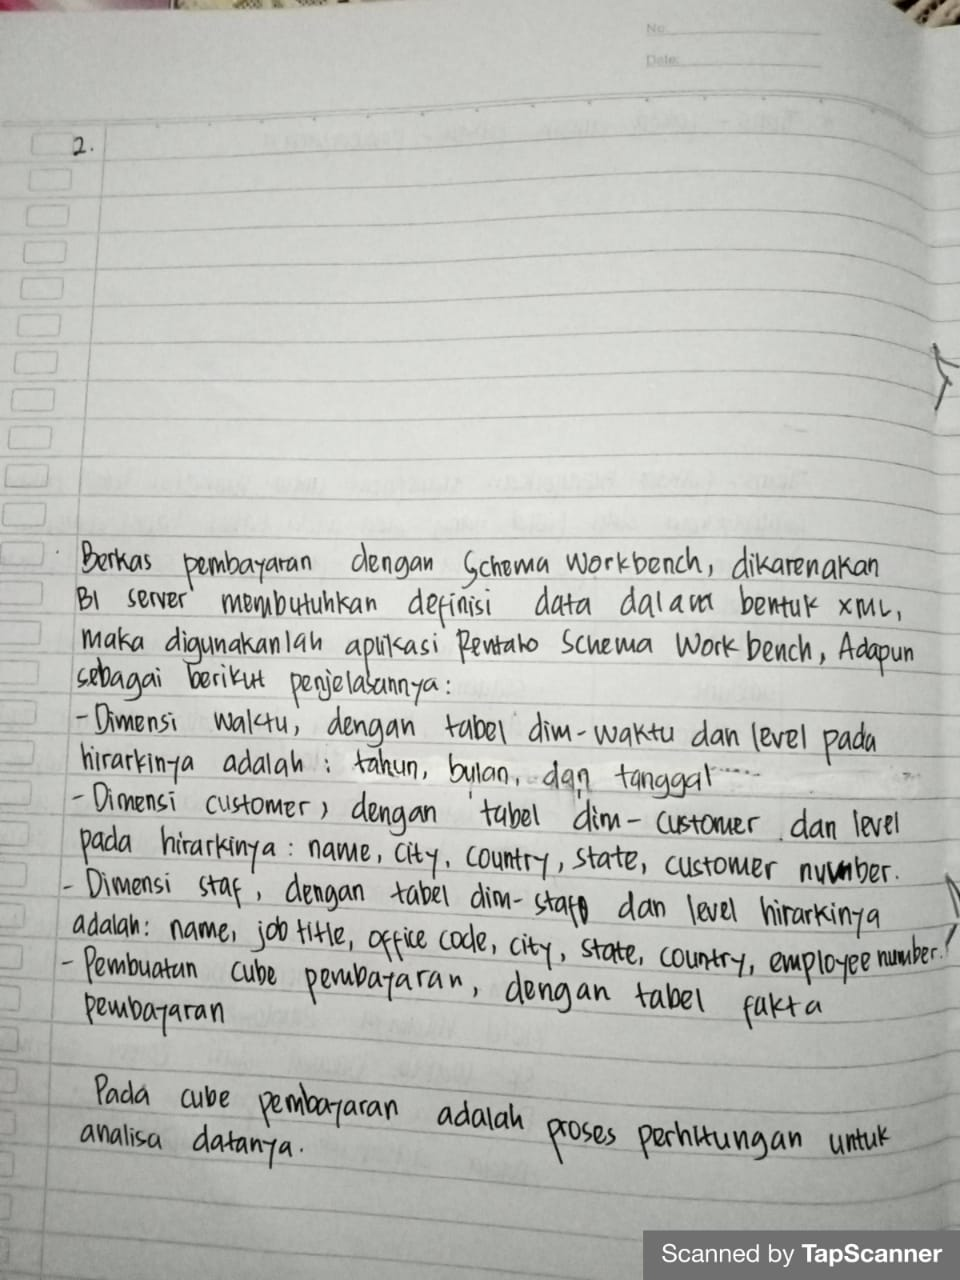 No.
Date:
2.
Berkas pembayaran dengan Schema Workbench, dikarenakan
BI server membutuhkan definisi data dalam bentuk XML,
maka digunakanlah aplikasi Pentaho Schema Workbench, Adapun
sebagai berikut penjelasannya:
- Dimensi waktu, dengan tabel dim-waktu dan level pada
hirarkinya adalah : tahun, bulan, dan tanggal
- Dimensi customer, dengan tabel dim-customer dan level
pada hirarkinya : name, city, country, state, customer number.
- Dimensi staf, dengan tabel dim-staff dan level hirarkinya
adalah: name, job title, office code, city, state, country, employee number.
- Pembuatan cube pembayaran, dengan tabel fakta
pembayaran
Pada cube pembayaran adalah proses perhitungan untuk
analisa datanya.
Scanned by TapScanner